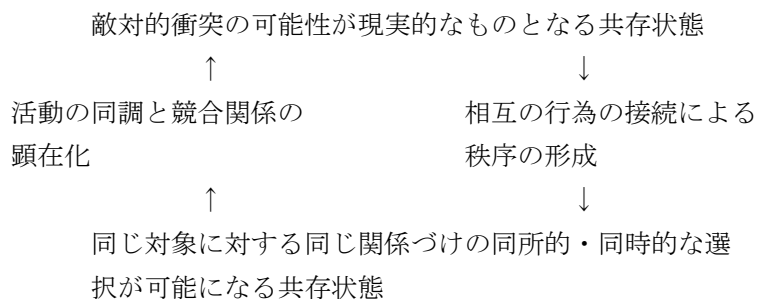 敵対的衝突の可能性が現実的なものとなる共存状態
↑ ↓
活動の同調と競合関係の 相互の行為の接続による
顕在化 秩序の形成
↑ ↓
同じ対象に対する同じ関係づけの同所的・同時的な選
択が可能になる共存状態